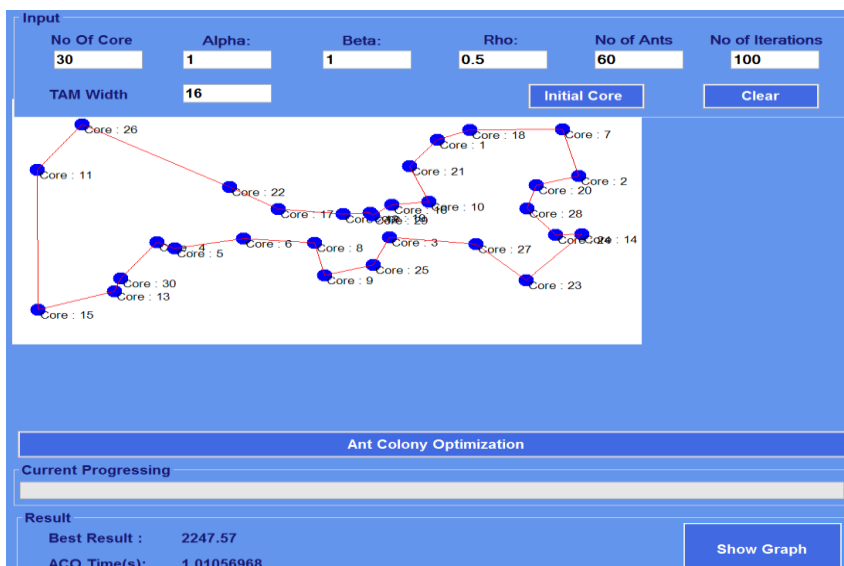 Input
No Of Core Alpha: Beta: Rho: No of Ants No of Iterations
30 1 1 0.5 60 100
TAM Width 16 Initial Core Clear
Core : 26
Core : 18
Core : 7
Core : 1
Core : 11
Core : 21
Core : 2
Core : 20
Core : 22
Core : 10
Core : 17
Core : 28
Core : 14
Core : 4
Core : 5
Core : 6
Core : 8
Core : 3
Core : 27
Core : 25
Core : 9
Core : 30
Core : 23
Core : 13
Core : 15
Ant Colony Optimization
Current Progressing
Result
Best Result : 2247.57
ACO Time(s): 1.01056968
Show Graph